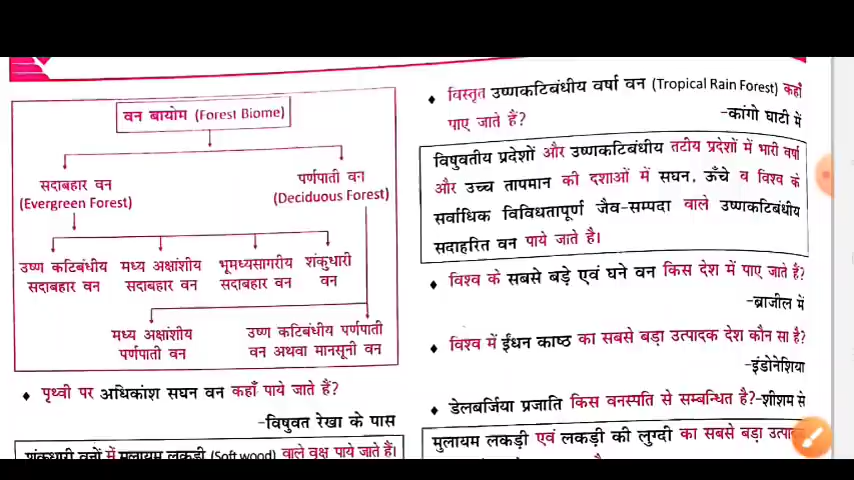 वन बायोम (Forest Biome)
सदाबहार वन
(Evergreen Forest)
पर्णपाती वन
(Deciduous Forest)
उष्ण कटिबंधीय
सदाबहार वन
मध्य अक्षांशीय
सदाबहार वन
भूमध्यसागरीय
सदाबहार वन
शंकुधारी
वन
मध्य अक्षांशीय
पर्णपाती वन
उष्ण कटिबंधीय पर्णपाती
वन अथवा मानसूनी वन
♦ पृथ्वी पर अधिकांश सघन वन कहाँ पाये जाते हैं?
-विषुवत रेखा के पास
शंकुधारी वनों में मुलायम लकड़ी (Soft wood) वाले वृक्ष पाये जाते हैं।
♦ विस्तृत उष्णकटिबंधीय वर्षा वन (Tropical Rain Forest) कहाँ
पाए जाते हैं?
-कांगो घाटी में
विषुवतीय प्रदेशों और उष्णकटिबंधीय तटीय प्रदेशों में भारी वर्षा
और उच्च तापमान की दशाओं में सघन, ऊँचे व विश्व के
सर्वाधिक विविधतापूर्ण जैव-सम्पदा वाले उष्णकटिबंधीय
सदाहरित वन पाये जाते है।
♦ विश्व के सबसे बड़े एवं घने वन किस देश में पाए जाते हैं?
-ब्राजील में
♦ विश्व में ईंधन काष्ठ का सबसे बड़ा उत्पादक देश कौन सा है?
-इंडोनेशिया
♦ डेलबर्जिया प्रजाति किस वनस्पति से सम्बन्धित है?-शीशम से
मुलायम लकड़ी एवं लकड़ी की लुग्दी का सबसे बड़ा